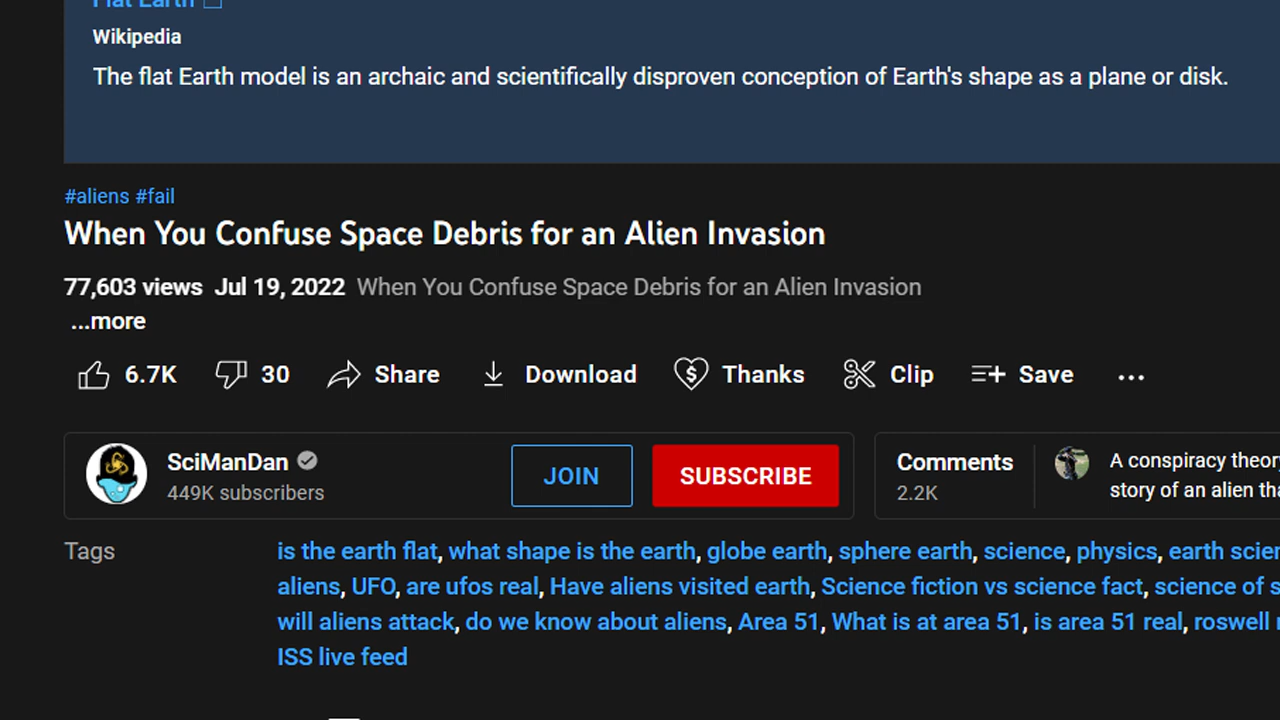 Flat Earth
Wikipedia
The flat Earth model is an archaic and scientifically disproven conception of Earth's shape as a plane or disk.
#aliens #fail
When You Confuse Space Debris for an Alien Invasion
77,603 views Jul 19, 2022 When You Confuse Space Debris for an Alien Invasion
...more
6.7K 30 Share Download Thanks Clip Save ...
SciManDan JOIN SUBSCRIBE
449K subscribers
Comments A conspiracy theory
2.2K story of an alien
Tags is the earth flat, what shape is the earth, globe earth, sphere earth, science, physics, earth
aliens, UFO, are ufos real, Have aliens visited earth, Science fiction vs science fact, science of
will aliens attack, do we know about aliens, Area 51, What is at area 51, is area 51 real, roswell
ISS live feed